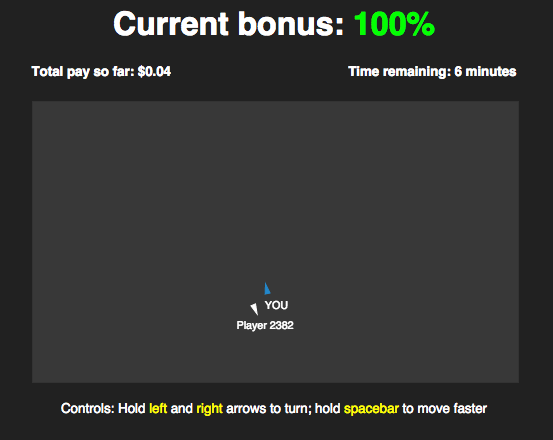 Current bonus: 100%
Total pay so far: $0.04 Time remaining: 6 minutes
YOU
Player 2382
Controls: Hold left and right arrows to turn; hold spacebar to move faster